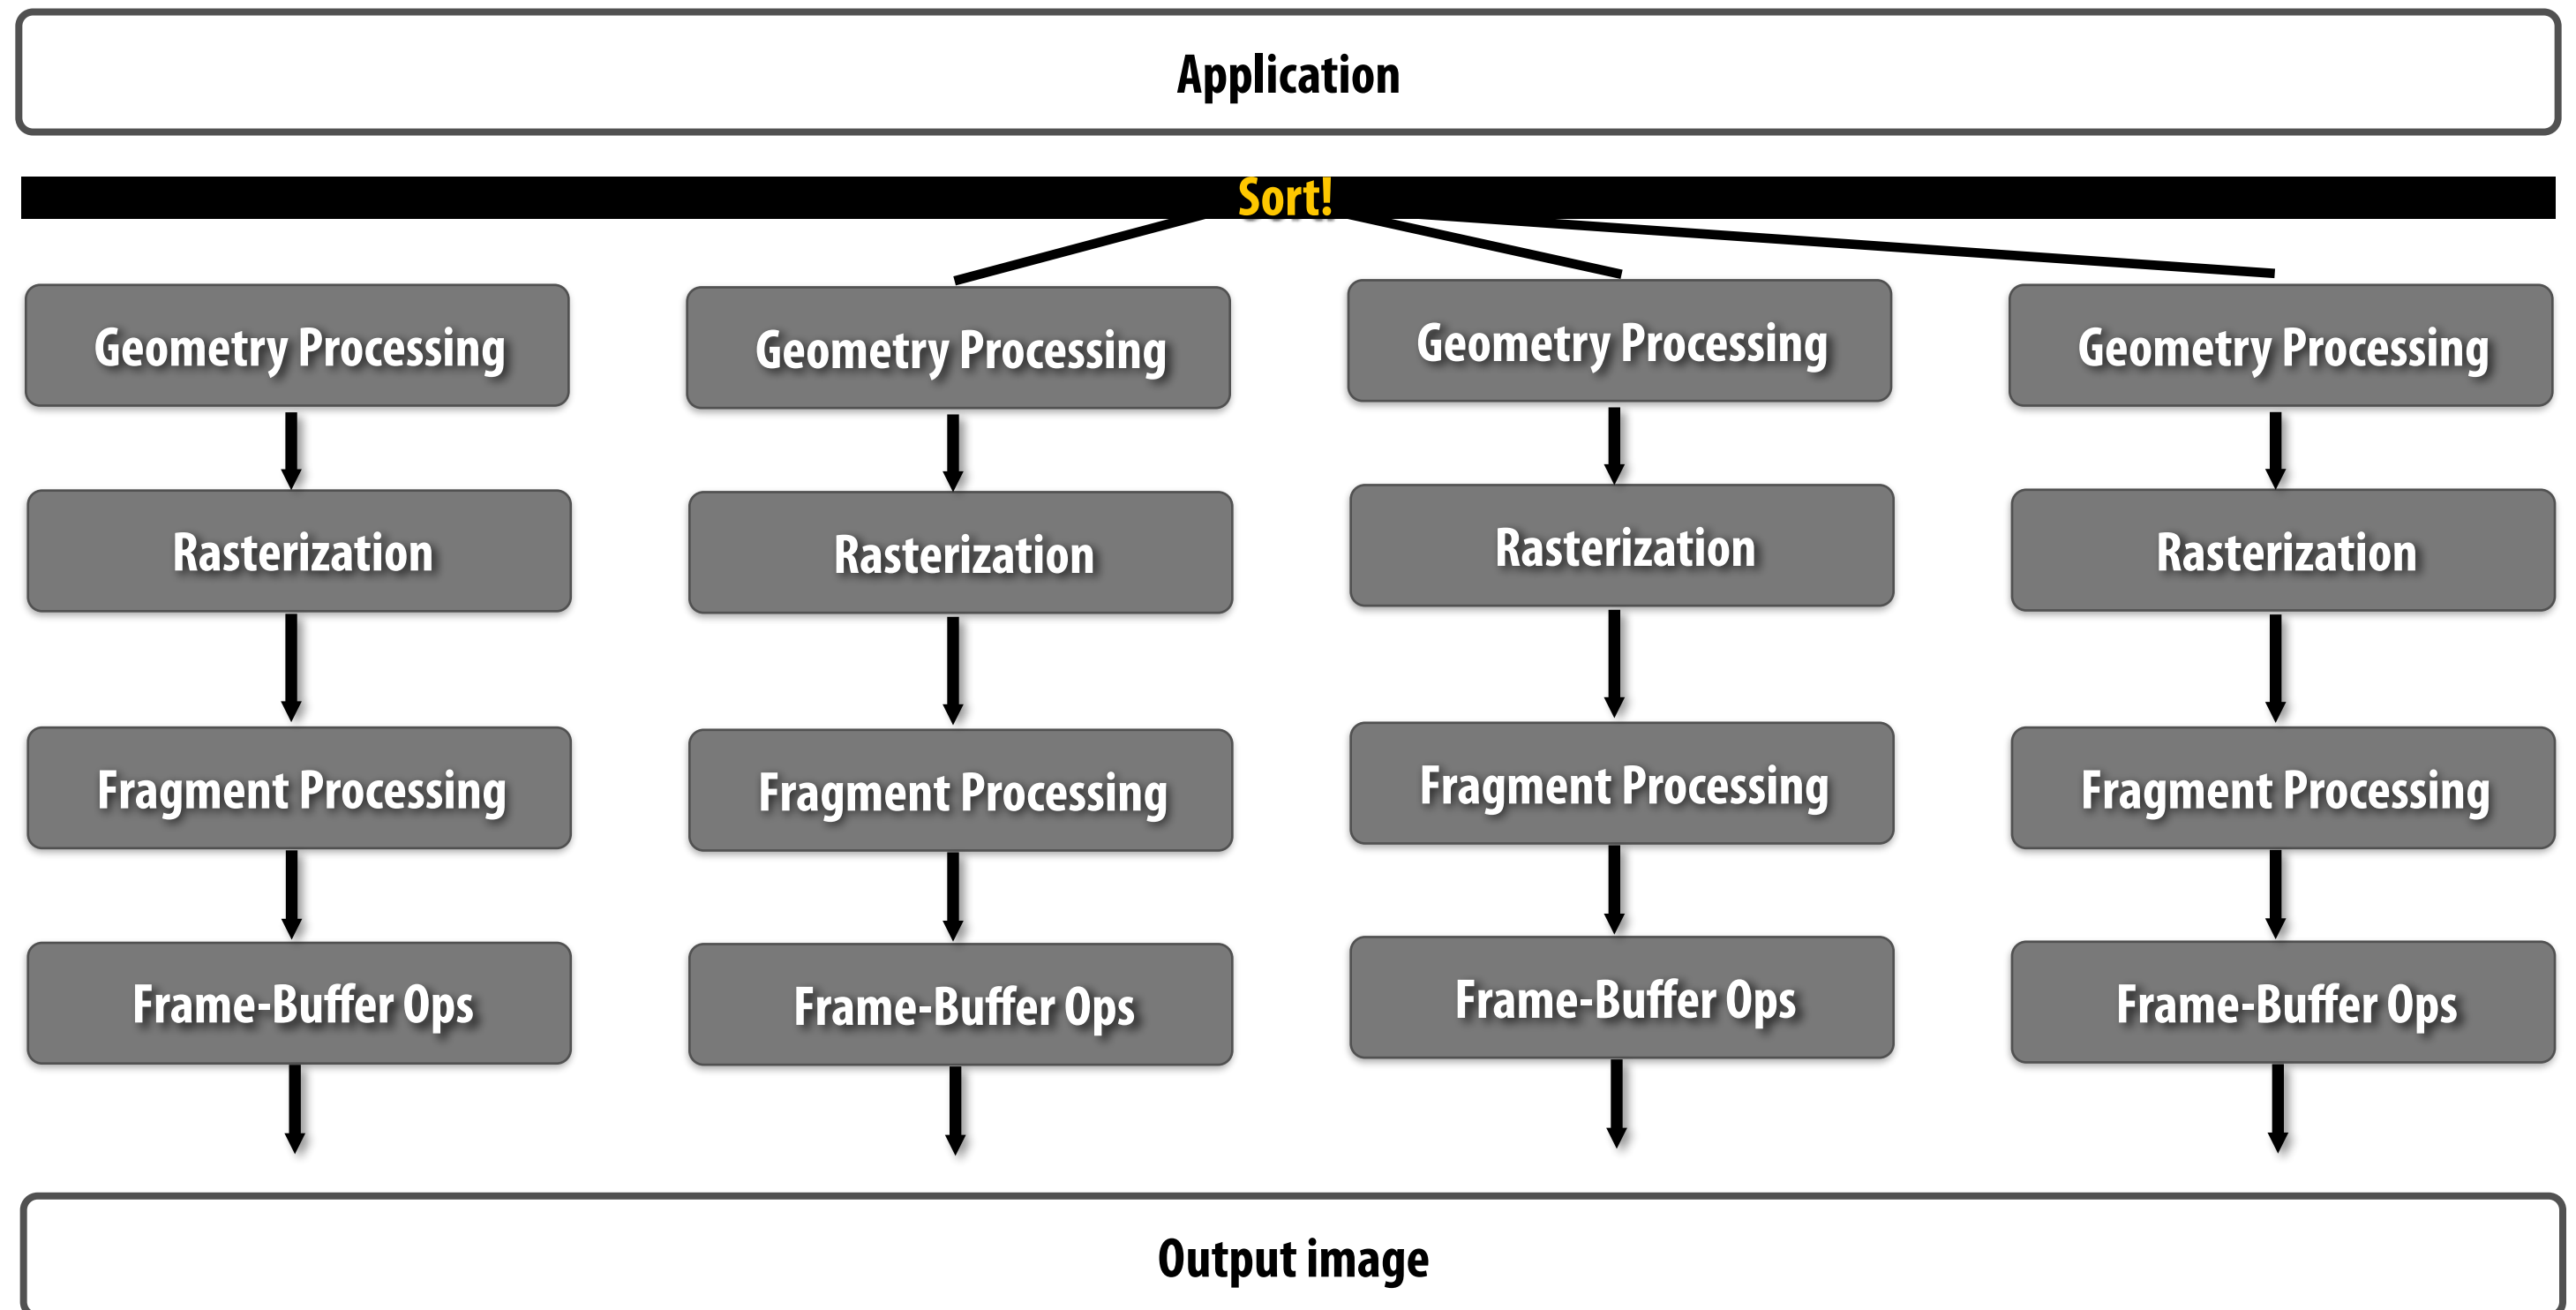 Application
Sort!
Geometry Processing
Geometry Processing
Geometry Processing
Geometry Processing
Rasterization
Rasterization
Rasterization
Rasterization
Fragment Processing
Fragment Processing
Fragment Processing
Fragment Processing
Frame-Buffer Ops
Frame-Buffer Ops
Frame-Buffer Ops
Frame-Buffer Ops
Output image